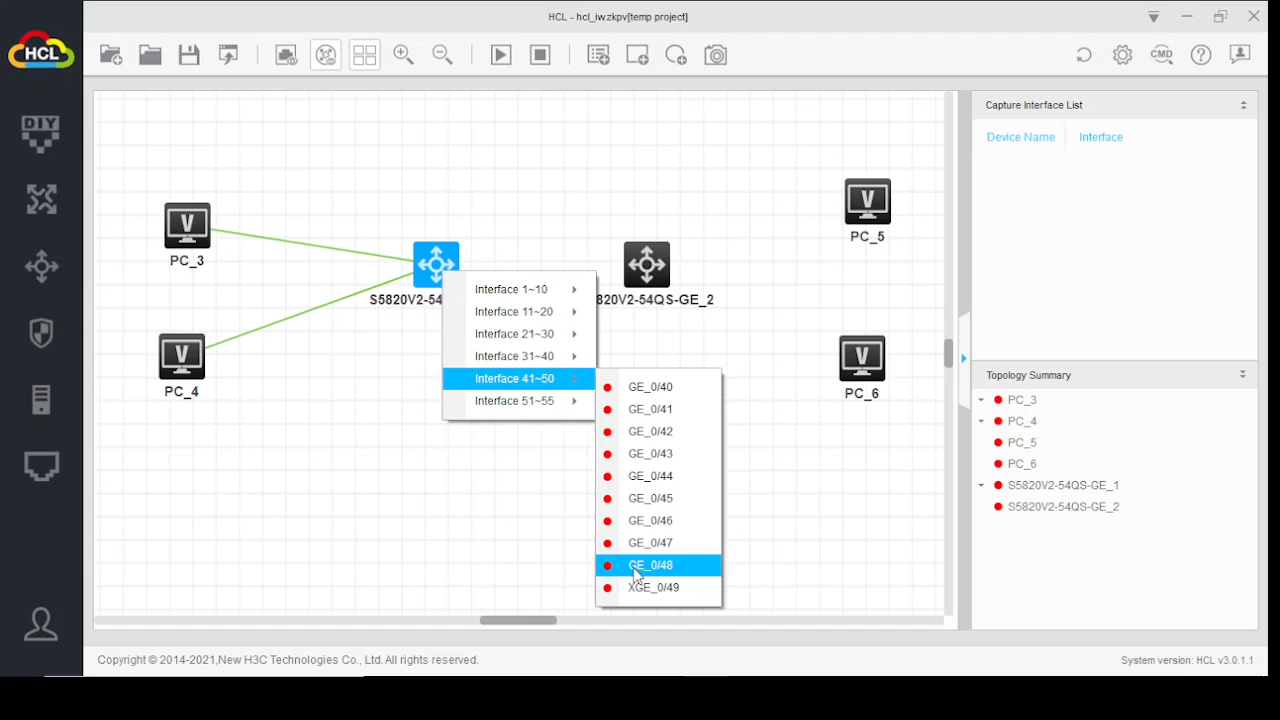 HCL - hcl_iwzkpv[temp project]
HCL
CMD
DIY
Capture Interface List
Device Name
Interface
V
PC_3
V
PC_4
V
PC_5
V
PC_6
S5820V2-54
820V2-54QS-GE_2
Interface 1~10
Interface 11~20
Interface 21~30
Interface 31~40
Interface 41~50
Interface 51~55
GE_0/40
GE_0/41
GE_0/42
GE_0/43
GE_0/44
GE_0/45
GE_0/46
GE_0/47
GE_0/48
XGE_0/49
Topology Summary
PC_3
PC_4
PC_5
PC_6
S5820V2-54QS-GE_1
S5820V2-54QS-GE_2
Copyright © 2014-2021,New H3C Technologies Co., Ltd. All rights reserved.
System version: HCL v3.0.1.1